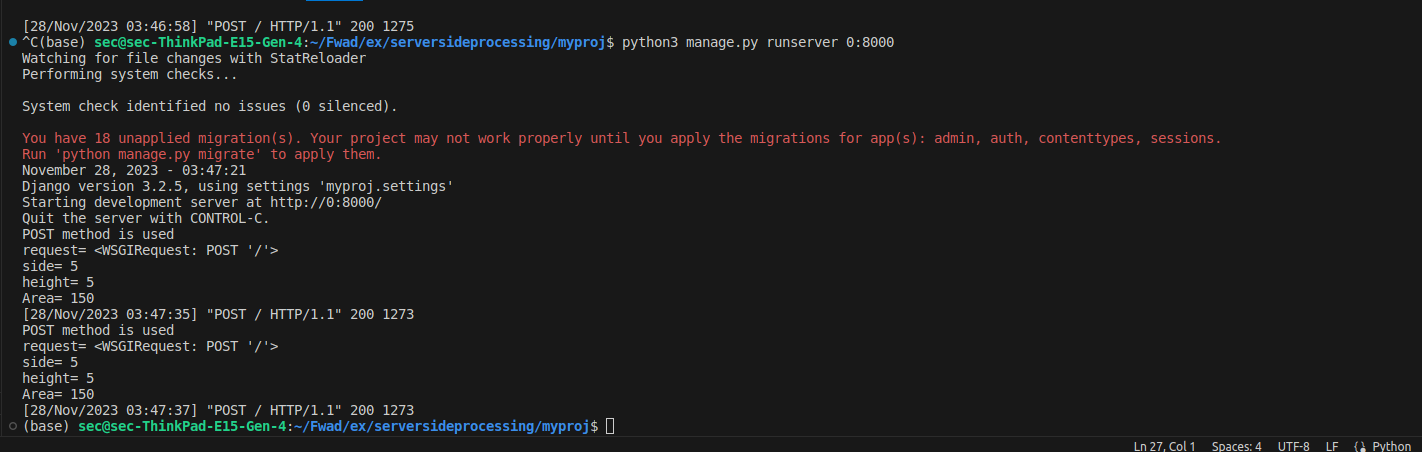 [28/Nov/2023 03:46:58] "POST / HTTP/1.1" 200 1275
^C(base) sec@sec-ThinkPad-E15-Gen-4:~/Fwad/ex/serversideprocessing/myproj$ python3 manage.py runserver 0:8000
Watching for file changes with StatReloader
Performing system checks...
System check identified no issues (0 silenced).
You have 18 unapplied migration(s). Your project may not work properly until you apply the migrations for app(s): admin, auth, contenttypes, sessions.
Run 'python manage.py migrate' to apply them.
November 28, 2023 - 03:47:21
Django version 3.2.5, using settings 'myproj.settings'
Starting development server at http://0:8000/
Quit the server with CONTROL-C.
POST method is used
request= <WSGIRequest: POST '/'>
side= 5
height= 5
Area= 150
[28/Nov/2023 03:47:35] "POST / HTTP/1.1" 200 1273
POST method is used
request= <WSGIRequest: POST '/'>
side= 5
height= 5
Area= 150
[28/Nov/2023 03:47:37] "POST / HTTP/1.1" 200 1273
(base) sec@sec-ThinkPad-E15-Gen-4:~/Fwad/ex/serversideprocessing/myproj$
Ln 27, Col 1 Spaces: 4 UTF-8 LF Python